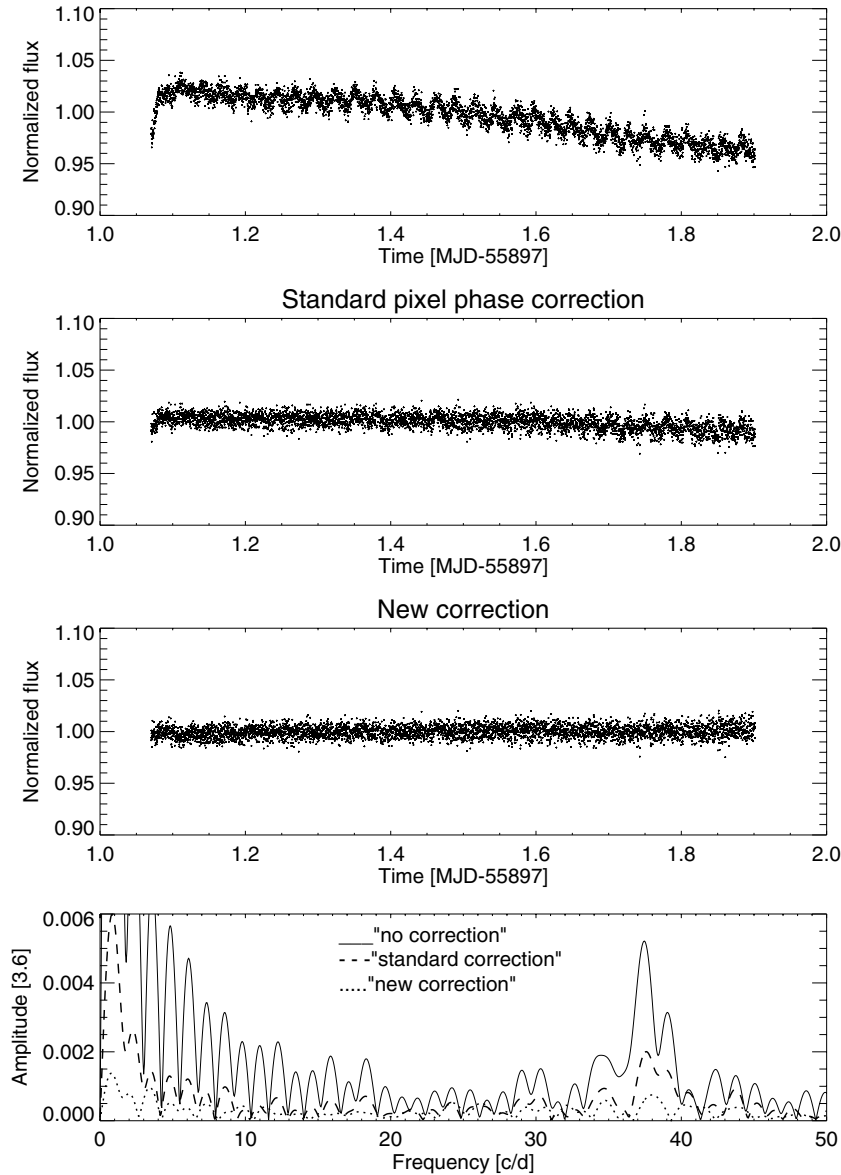 1.10
1.05
1.00
0.95
0.90
Normalized flux
1.0 1.2 1.4 1.6 1.8 2.0
Time [MJD-55897]
Standard pixel phase correction
1.10
1.05
1.00
0.95
0.90
Normalized flux
1.0 1.2 1.4 1.6 1.8 2.0
Time [MJD-55897]
New correction
1.10
1.05
1.00
0.95
0.90
Normalized flux
1.0 1.2 1.4 1.6 1.8 2.0
Time [MJD-55897]
0.006
0.004
0.002
0.000
Amplitude [3.6]
"no correction"
"standard correction"
"new correction"
0 10 20 30 40 50
Frequency [c/d]